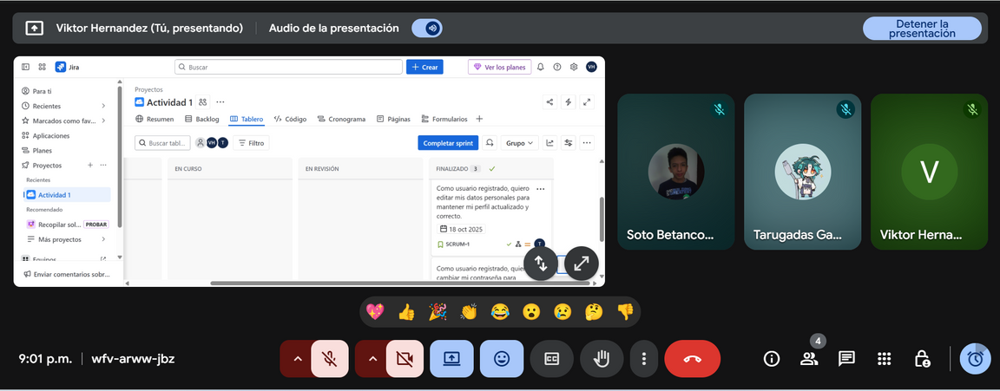 Viktor Hernandez (Tú, presentando)
Audio de la presentación
Detener la
presentación
Jira
Buscar
+ Crear
Ver los planes
VH
Para ti
Recientes
Marcados como fav...
Aplicaciones
Planes
Proyectos
Recientes
Actividad 1
Recomendado
Recopilar sol...
PROBAR
Más proyectos
Equipos
Enviar comentarios sobr...
Proyectos
Actividad 1
Resumen
Backlog
Tablero
Código
Cronograma
Páginas
Formularios
Buscar tabl...
VH
T
Filtro
Completar sprint
Grupo
EN CURSO
EN REVISIÓN
FINALIZADO 3
Como usuario registrado, quiero
editar mis datos personales para
mantener mi perfil actualizado y
correcto.
18 oct 2025
SCRUM-1
T
Como usuario registrado, quie
cambiar mi contraseña para
Soto Betanco...
Tarugadas Ga...
V
Viktor Herna...
9:01 p.m.
wfv-arww-jbz
CC
4